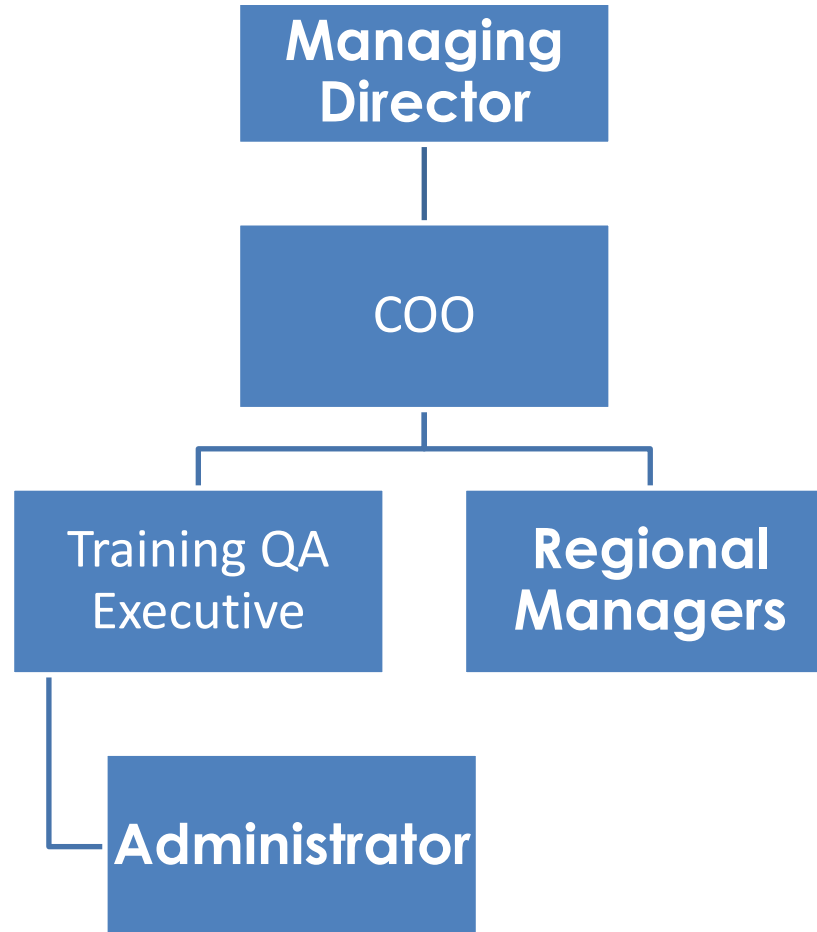 Managing
Director
COO
Training QA
Executive
Regional
Managers
Administrator